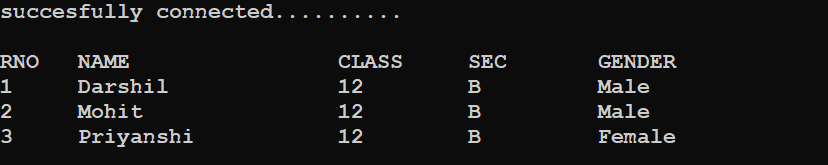 succesfully connected..........
RNO NAME CLASS SEC GENDER
1 Darshil 12 B Male
2 Mohit 12 B Male
3 Priyanshi 12 B Female